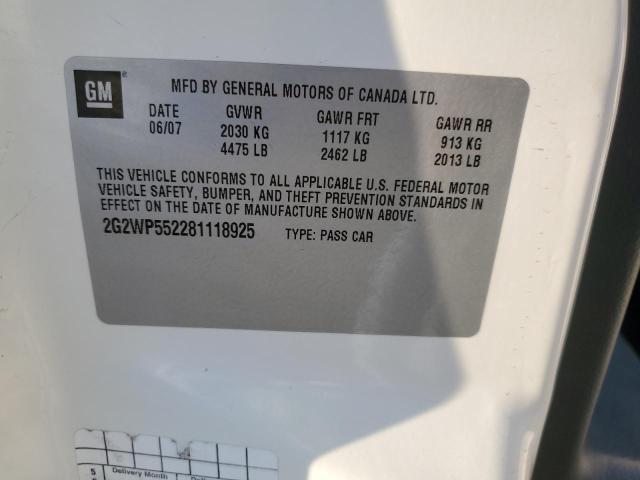 GM
MFD BY GENERAL MOTORS OF CANADA LTD.
DATE GVWR GAWR FRT GAWR RR
06/07 2030 KG 1117 KG 913 KG
4475 LB 2462 LB 2013 LB
THIS VEHICLE CONFORMS TO ALL APPLICABLE U.S. FEDERAL MOTOR
VEHICLE SAFETY, BUMPER, AND THEFT PREVENTION STANDARDS IN
EFFECT ON THE DATE OF MANUFACTURE SHOWN ABOVE.
2G2WP552281118925 TYPE: PASS CAR
5 Delivery Month Delivery